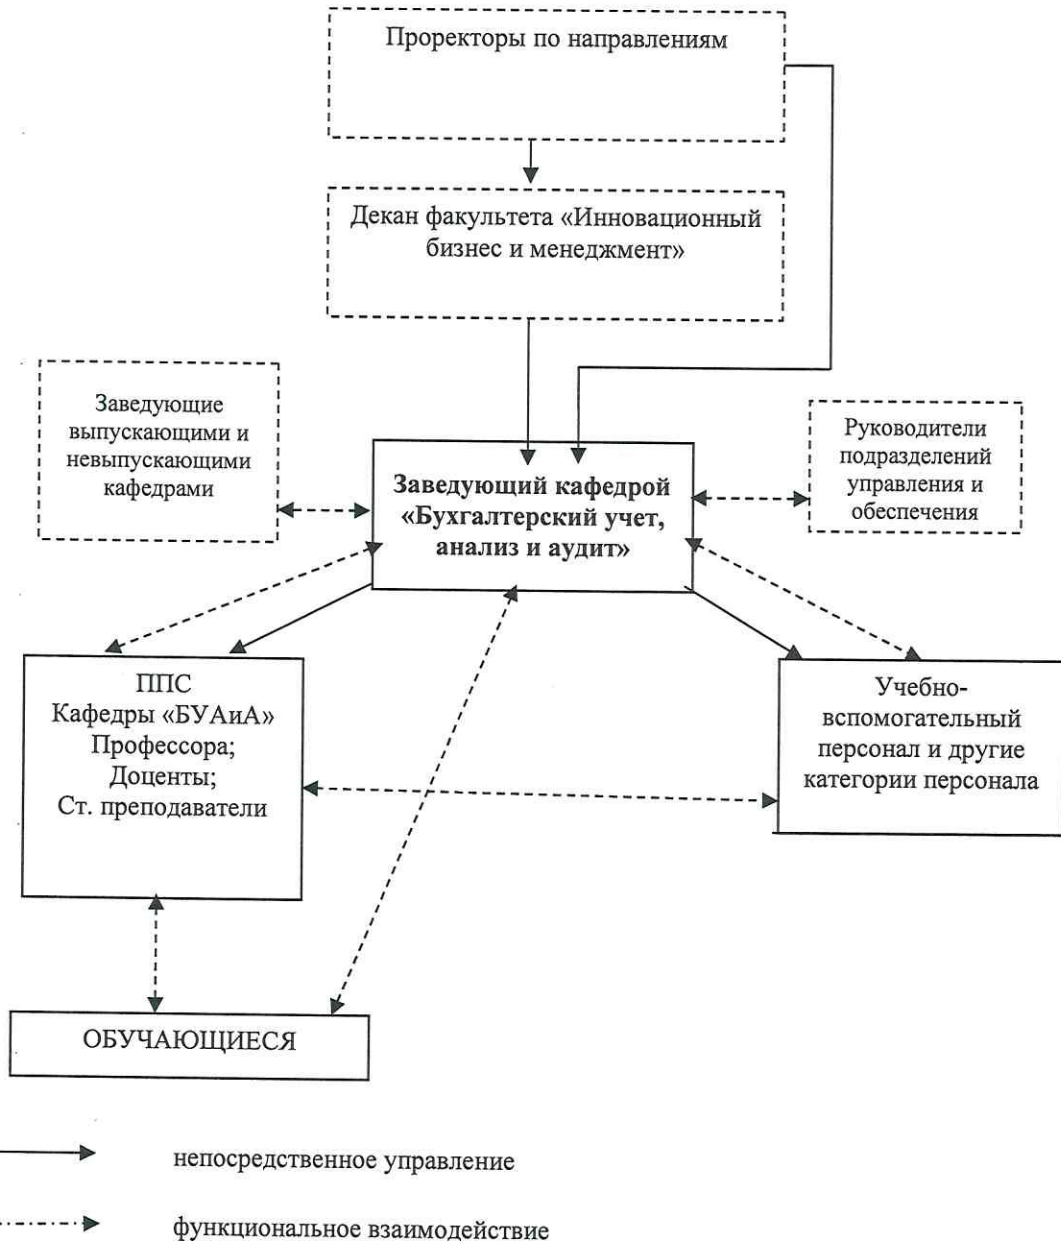 Проректоры по направлениям
Декан факультета «Инновационный
бизнес и менеджмент»
Заведующие
выпускающими и
невыпускающими
кафедрами
Руководители
подразделений
управления и
обеспечения
Заведующий кафедрой
«Бухгалтерский учет,
анализ и аудит»
ППС
Кафедры «БУАиА»
Профессора;
Доценты;
Ст. преподаватели
Учебно-
вспомогательный
персонал и другие
категории персонала
ОБУЧАЮЩИЕСЯ
непосредственное управление
функциональное взаимодействие